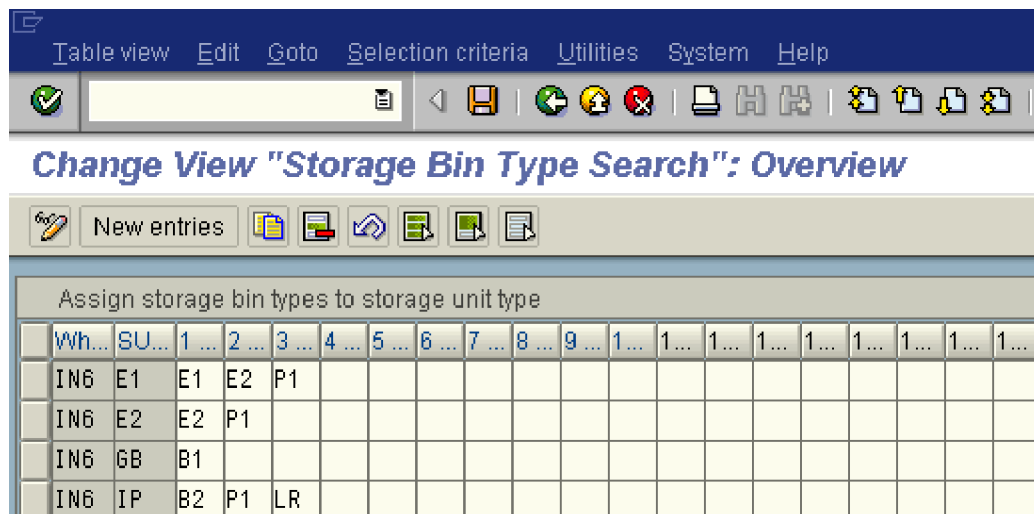 Table view Edit Goto Selection criteria Utilities System Help
Change View "Storage Bin Type Search": Overview
New entries
Assign storage bin types to storage unit type
Wh... SU... 1 ... 2 ... 3 ... 4 ... 5 ... 6 ... 7 ... 8 ... 9 ... 1... 1... 1... 1... 1... 1... 1... 1... 1...
IN6 E1 E1 E2 P1
IN6 E2 E2 P1
IN6 GB B1
IN6 IP B2 P1 LR